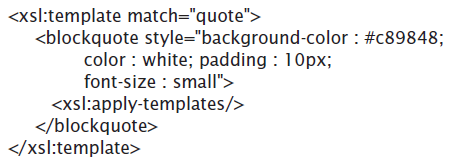 <xsl:template match="quote">
<blockquote style="background-color : #c89848;
color : white; padding : 10px;
font-size : small">
<xsl:apply-templates/>
</blockquote>
</xsl:template>